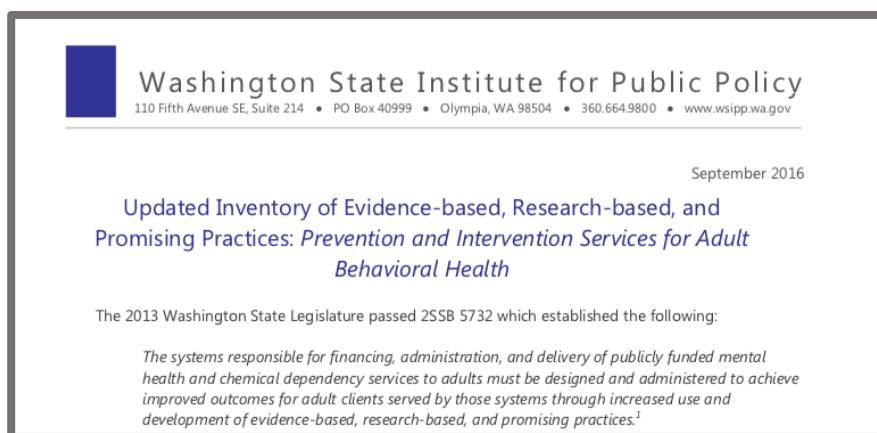 Washington State Institute for Public Policy
110 Fifth Avenue SE, Suite 214 ● PO Box 40999 ● Olympia, WA 98504 ● 360.664.9800 ● www.wsipp.wa.gov
September 2016
Updated Inventory of Evidence-based, Research-based, and
Promising Practices: Prevention and Intervention Services for Adult
Behavioral Health
The 2013 Washington State Legislature passed 2SSB 5732 which established the following:
The systems responsible for financing, administration, and delivery of publicly funded mental
health and chemical dependency services to adults must be designed and administered to achieve
improved outcomes for adult clients served by those systems through increased use and
development of evidence-based, research-based, and promising practices.¹